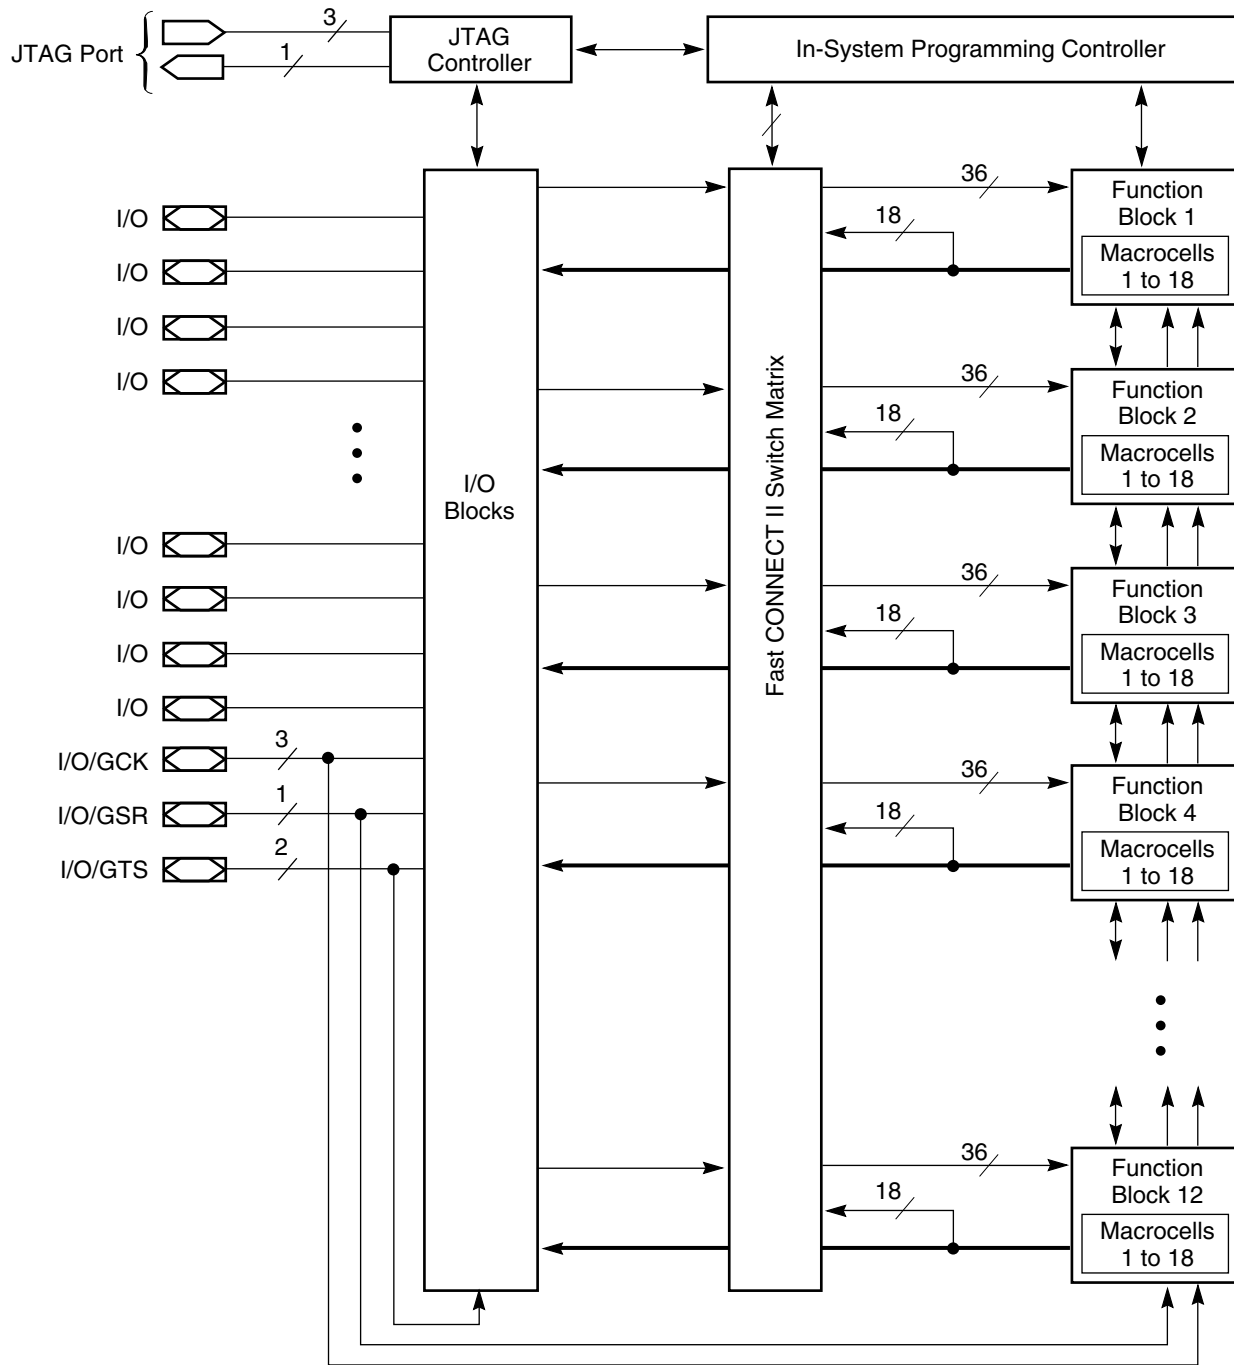 JTAG Port
3
1
JTAG
Controller
In-System Programming Controller
I/O
I/O
I/O
I/O
I/O
I/O
I/O
I/O
I/O/GCK
3
I/O/GSR
1
I/O/GTS
2
I/O
Blocks
Fast CONNECT II Switch Matrix
36
18
Function
Block 1
Macrocells
1 to 18
36
18
Function
Block 2
Macrocells
1 to 18
36
18
Function
Block 3
Macrocells
1 to 18
36
18
Function
Block 4
Macrocells
1 to 18
36
18
Function
Block 12
Macrocells
1 to 18